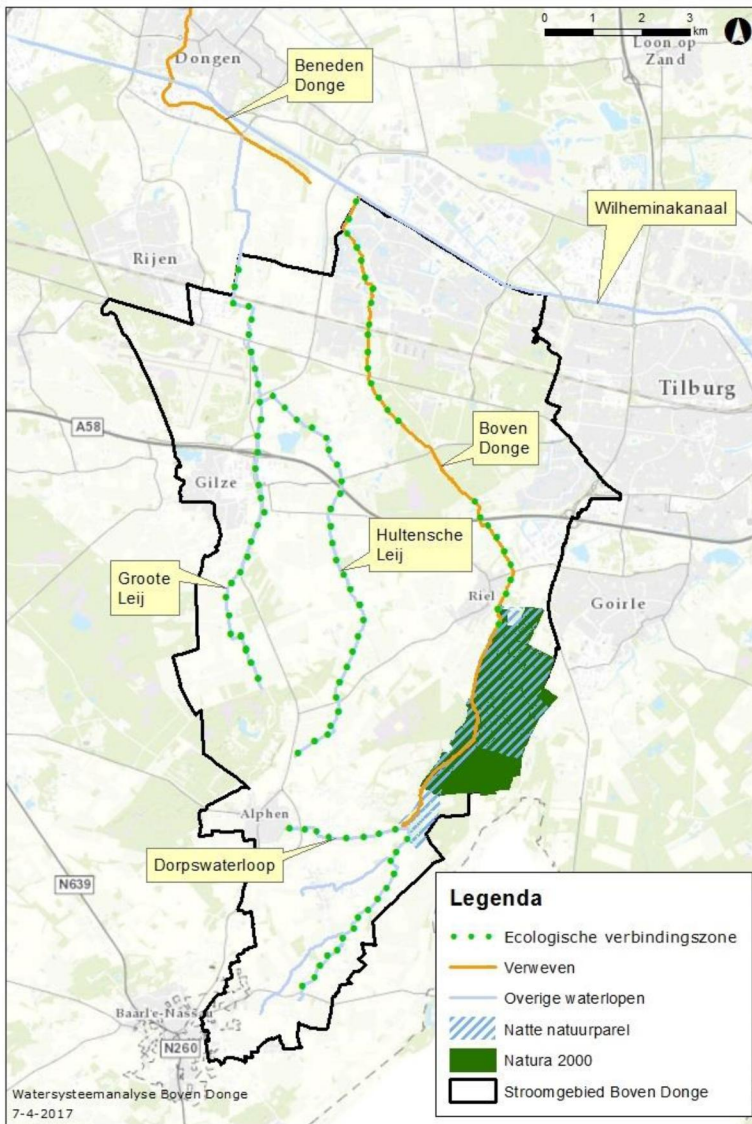 0 1 2 3
km
Dongen
Loon op
Zand
Beneden
Donge
Wilheminakanaal
Rijen
Tilburg
A58
Boven
Donge
Gilze
Hultensche
Leij
Groote
Leij
Riel
Goirle
Alphen
Dorpswaterloop
N639
Baarle-Nassau
N260
Legenda
Ecologische verbindingszone
Verweven
Overige waterlopen
Natte natuurparel
Natura 2000
Stroomgebied Boven Donge
Watersysteemanalyse Boven Donge
7-4-2017